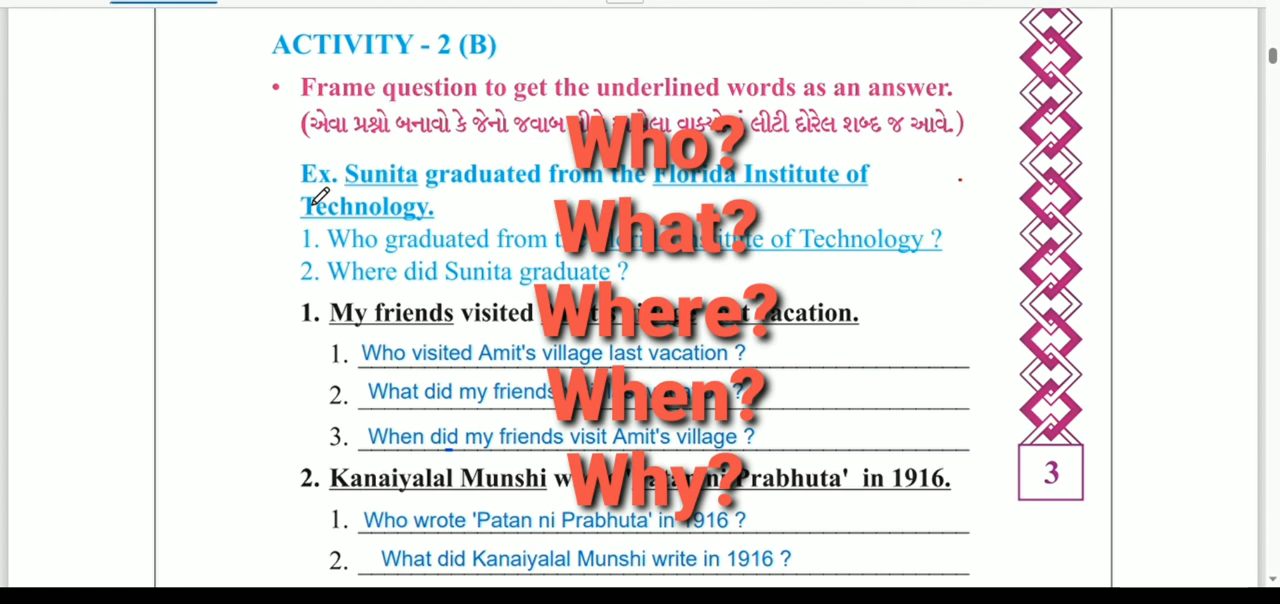 ACTIVITY - 2 (B)
• Frame question to get the underlined words as an answer.
(એવા પ્રશ્નો બનાવો કે જેનો જવાબ લીટી દોરેલ શબ્દ જ આવે.)
Who?
Ex. Sunita graduated from the Florida Institute of
Technology.
What?
1. Who graduated from of Technology ?
2. Where did Sunita graduate ?
Where?
1. My friends visited vacation.
1. Who visited Amit's village last vacation ?
When?
2. What did my friends ?
3. When did my friends visit Amit's village ?
Why?
2. Kanaiyalal Munshi Prabhuta' in 1916.
3
1. Who wrote 'Patan ni Prabhuta' in 1916 ?
2. What did Kanaiyalal Munshi write in 1916 ?